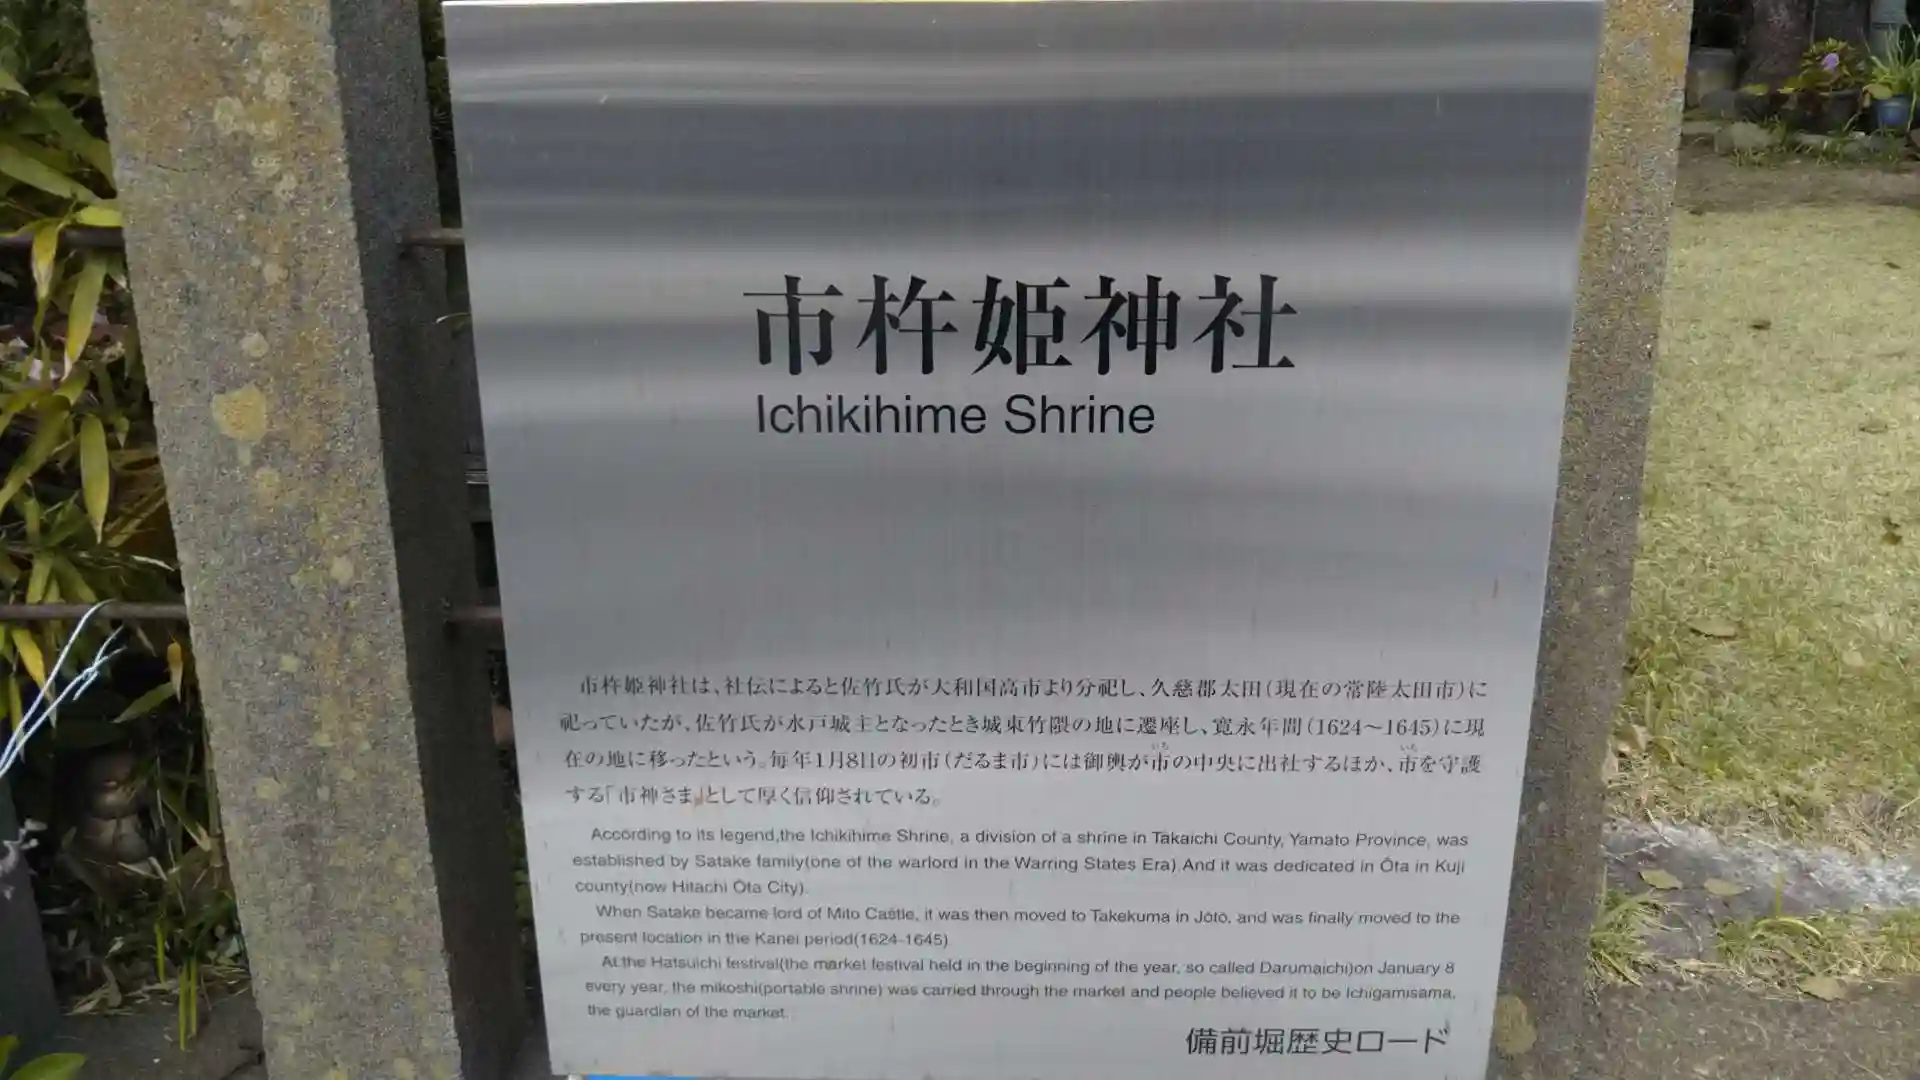 市杵姫神社
Ichikihime Shrine
市杵姫神社は、社伝によると佐竹氏が大和国高市より分祀し、久慈郡太田(現在の常陸太田市)に
祀っていたが、佐竹氏が水戸城主となったとき城東竹隈の地に遷座し、寛永年間(1624～1645)に現
在の地に移ったという。毎年1月8日の初市(だるま市)には御輿が市の中央に出社するほか、市を守護
する「市神さま」として厚く信仰されている。
According to its legend,the Ichikihime Shrine, a division of a shrine in Takaichi County, Yamato Province, was
established by Satake family(one of the warlord in the Warring States Era).And it was dedicated in Ōta in Kuji
county(now Hitachi Ōta City).
When Satake became lord of Mito Castle, it was then moved to Takekuma in Jōtō, and was finally moved to the
present location in the Kanei period(1624-1645).
At the Hatsuichi festival(the market festival held in the beginning of the year, so called Darumaichi)on January 8
every year, the mikoshi(portable shrine) was carried through the market and people believed it to be Ichigamisama,
the guardian of the market.
備前堀歴史ロード